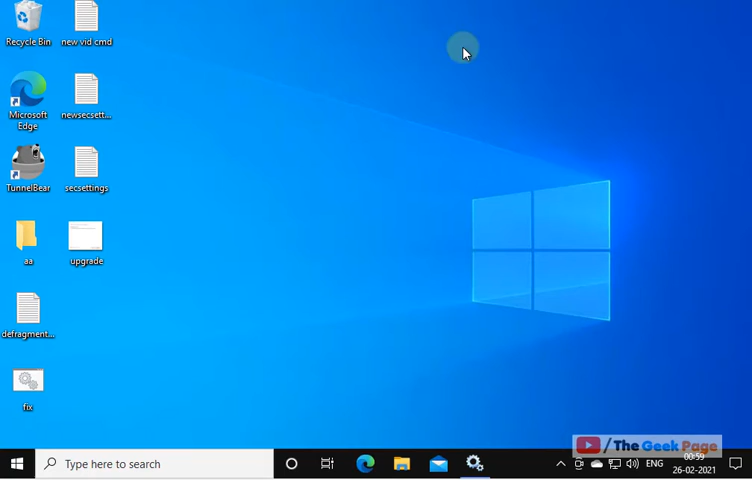 Recycle Bin
new vid cmd
Microsoft
Edge
newsecsett...
TunnelBear
secsettings
aa
upgrade
defragment...
fix
/The Geek Page
Type here to search
ENG
00:59
26-02-2021